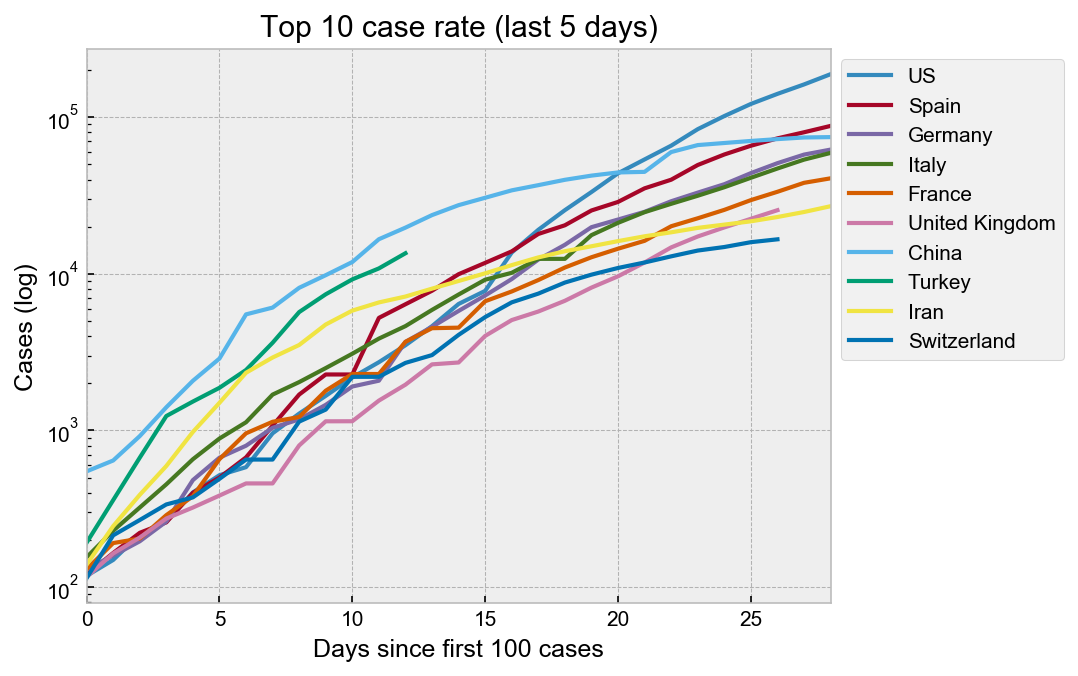 Top 10 case rate (last 5 days)
Cases (log)
10^5
10^4
10^3
10^2
0 5 10 15 20 25
Days since first 100 cases
US
Spain
Germany
Italy
France
United Kingdom
China
Turkey
Iran
Switzerland